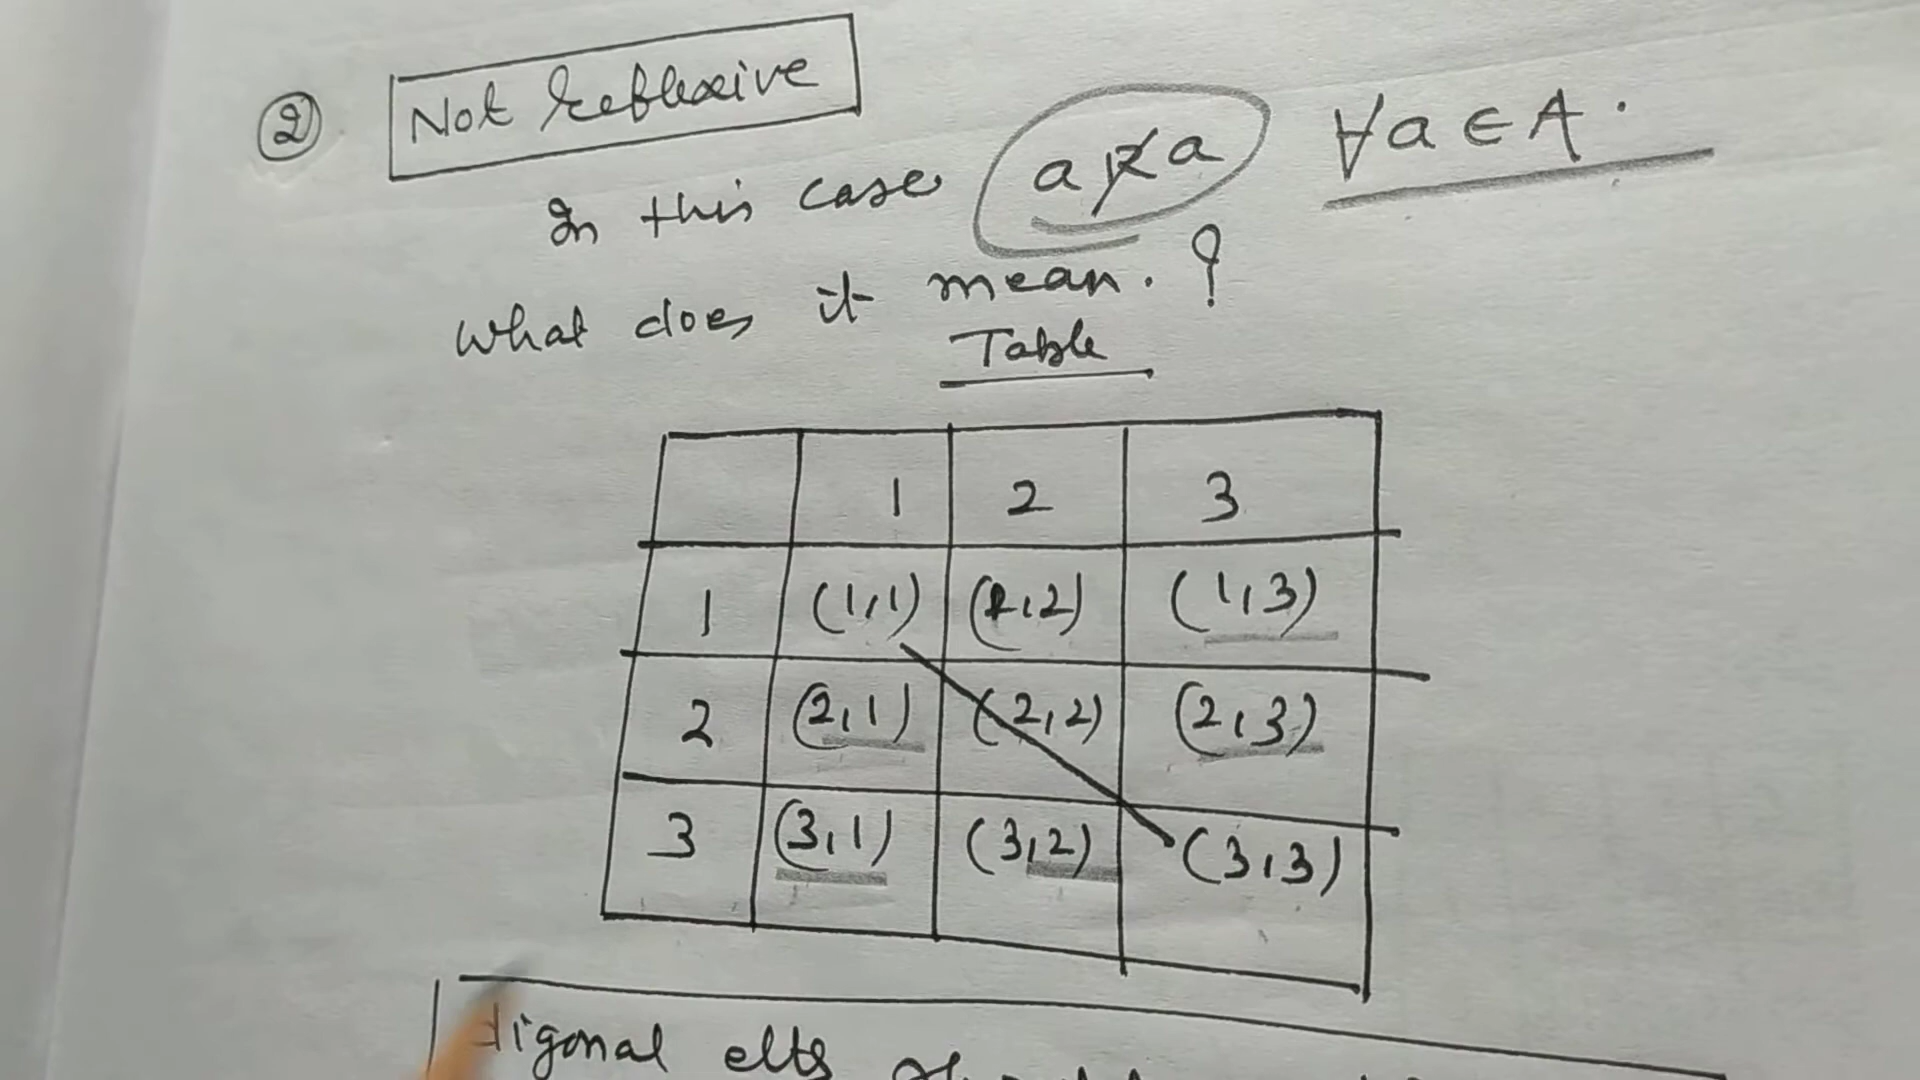 ② Not Reflexive
In this case a R̸ a ∀a ∈ A.
What does it mean. ?
Table
1 2 3
1 (1,1) (1,2) (1,3)
2 (2,1) (2,2) (2,3)
3 (3,1) (3,2) (3,3)
digonal elts